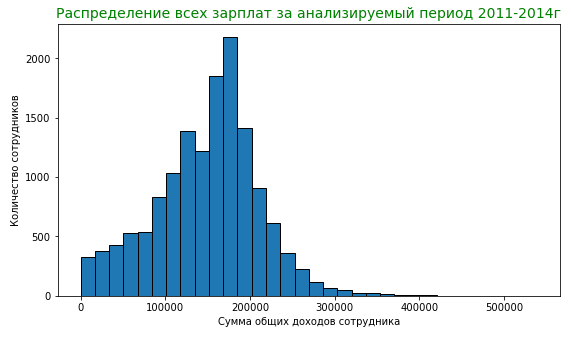 Распределение всех зарплат за анализируемый период 2011-2014г
2000
1500
1000
500
0
Количество сотрудников
0 100000 200000 300000 400000 500000
Сумма общих доходов сотрудника